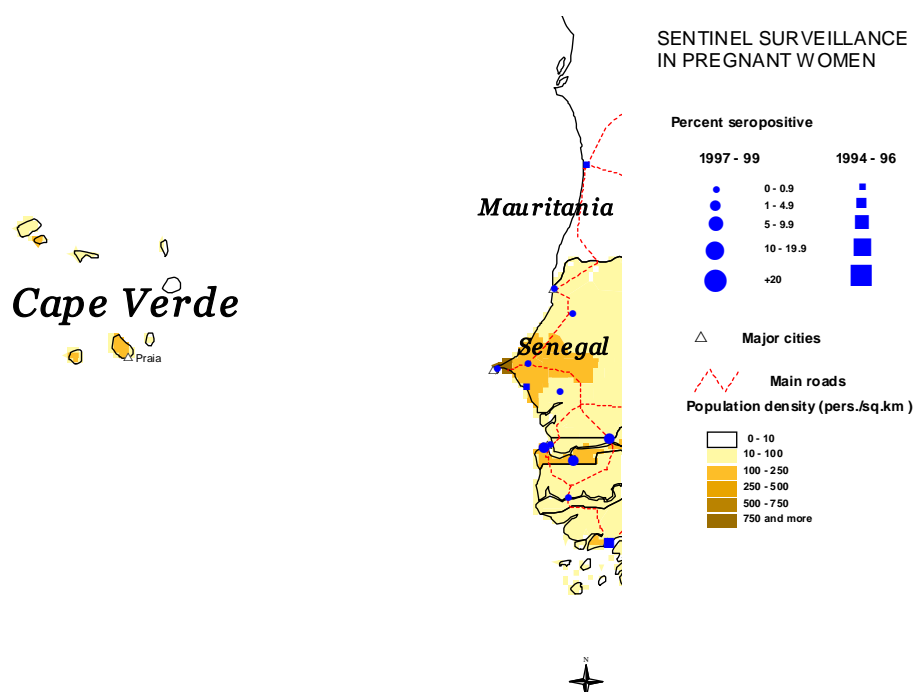 SENTINEL SURVEILLANCE
IN PREGNANT WOMEN
Percent seropositive
1997 - 99
1994 - 96
0 - 0.9
1 - 4.9
5 - 9.9
10 - 19.9
+20
Major cities
Main roads
Population density (pers./sq.km )
0 - 10
10 - 100
100 - 250
250 - 500
500 - 750
750 and more
Mauritania
Cape Verde
Senegal
Praia
N